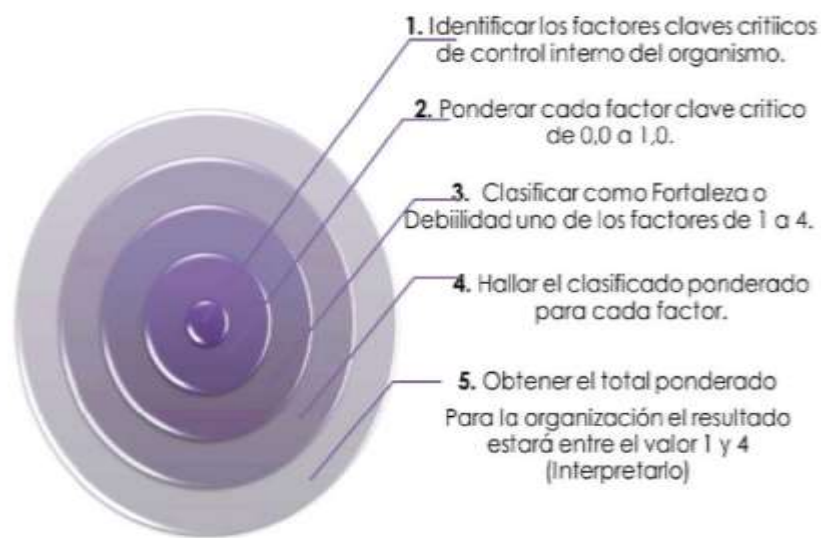 1. Identificar los factores claves critiicos
de control interno del organismo.
2. Ponderar cada factor clave critico
de 0,0 a 1,0.
3. Clasificar como Fortaleza o
Debiilidad uno de los factores de 1 a 4.
4. Hallar el clasificado ponderado
para cada factor.
5. Obtener el total ponderado
Para la organización el resultado
estará entre el valor 1 y 4
(Interpretarlo)